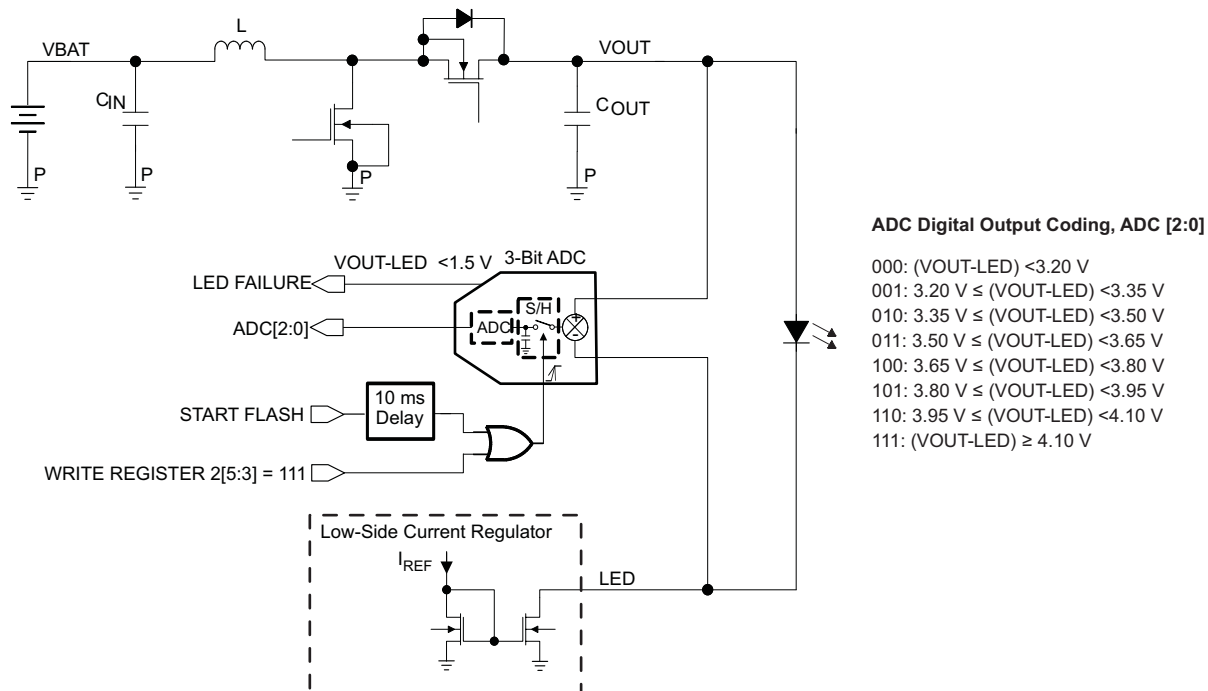 L
VBAT
VOUT
CIN
COUT
P
P
P
P
VOUT-LED <1.5 V
3-Bit ADC
LED FAILURE
S/H
+
-
ADC[2:0]
ADC
START FLASH
10 ms
Delay
WRITE REGISTER 2[5:3] = 111
Low-Side Current Regulator
IREF
LED
ADC Digital Output Coding, ADC [2:0]
000: (VOUT-LED) <3.20 V
001: 3.20 V ≤ (VOUT-LED) <3.35 V
010: 3.35 V ≤ (VOUT-LED) <3.50 V
011: 3.50 V ≤ (VOUT-LED) <3.65 V
100: 3.65 V ≤ (VOUT-LED) <3.80 V
101: 3.80 V ≤ (VOUT-LED) <3.95 V
110: 3.95 V ≤ (VOUT-LED) <4.10 V
111: (VOUT-LED) ≥ 4.10 V